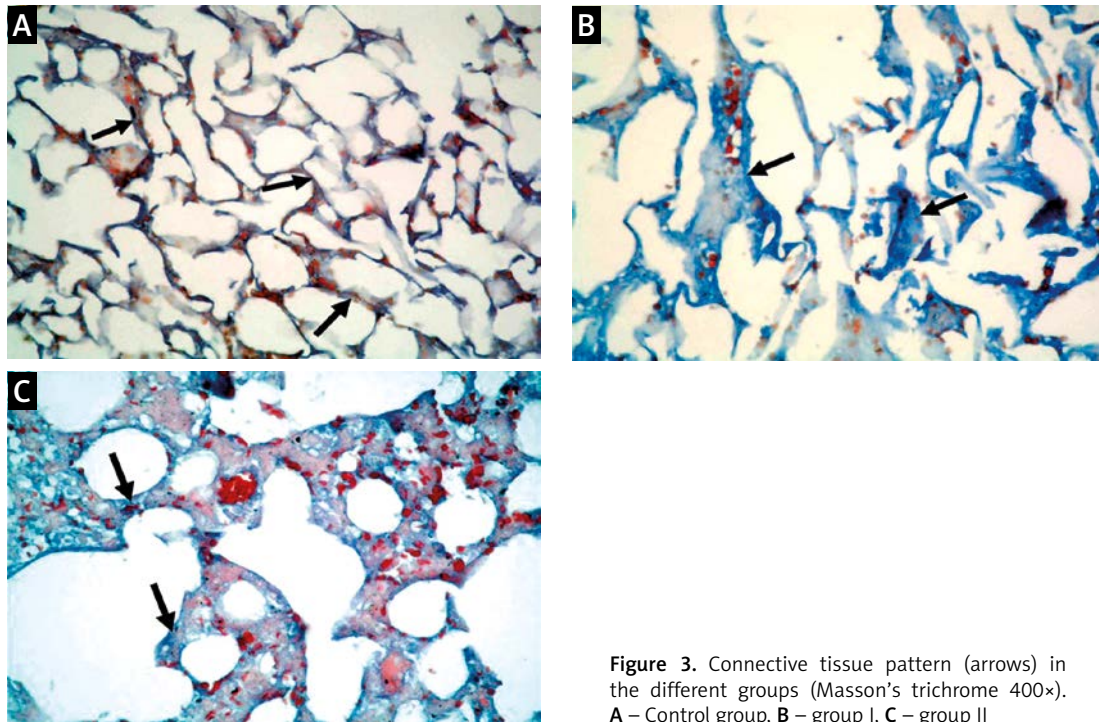 A
B
C
Figure 3. Connective tissue pattern (arrows) in
the different groups (Masson's trichrome 400×).
A – Control group, B – group I, C – group II